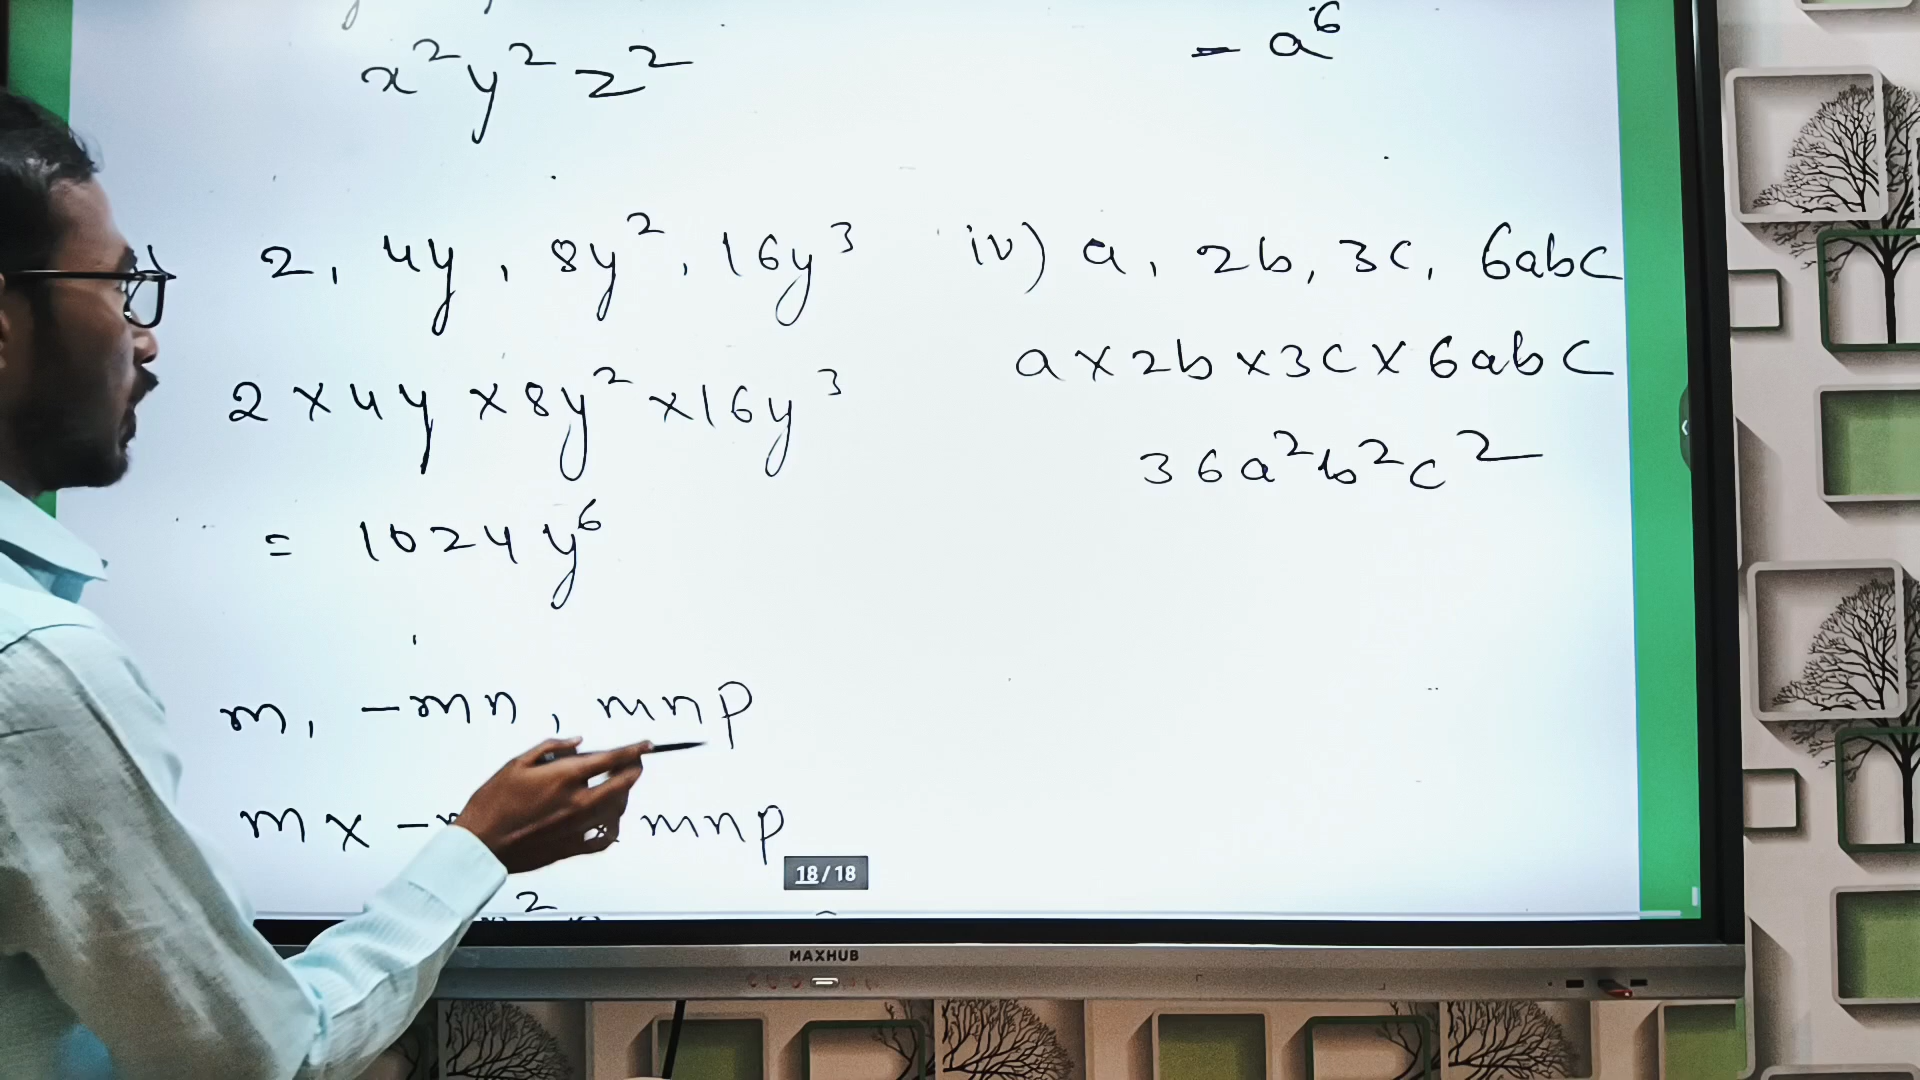 x²y²z²
- a⁶
2, 4y, 8y², 16y³
2 × 4y × 8y² × 16y³
= 1024y⁶
iv) a, 2b, 3c, 6abc
a × 2b × 3c × 6abc
36a²b²c²
m, -mn, mnp
m × - mnp
18/18
MAXHUB